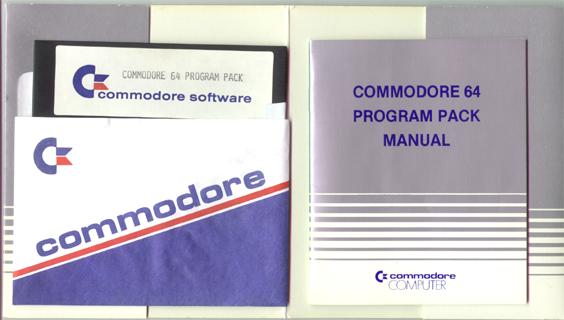 COMMODORE 64 PROGRAM PACK
commodore software
commodore
COMMODORE 64
PROGRAM PACK
MANUAL
commodore
COMPUTER